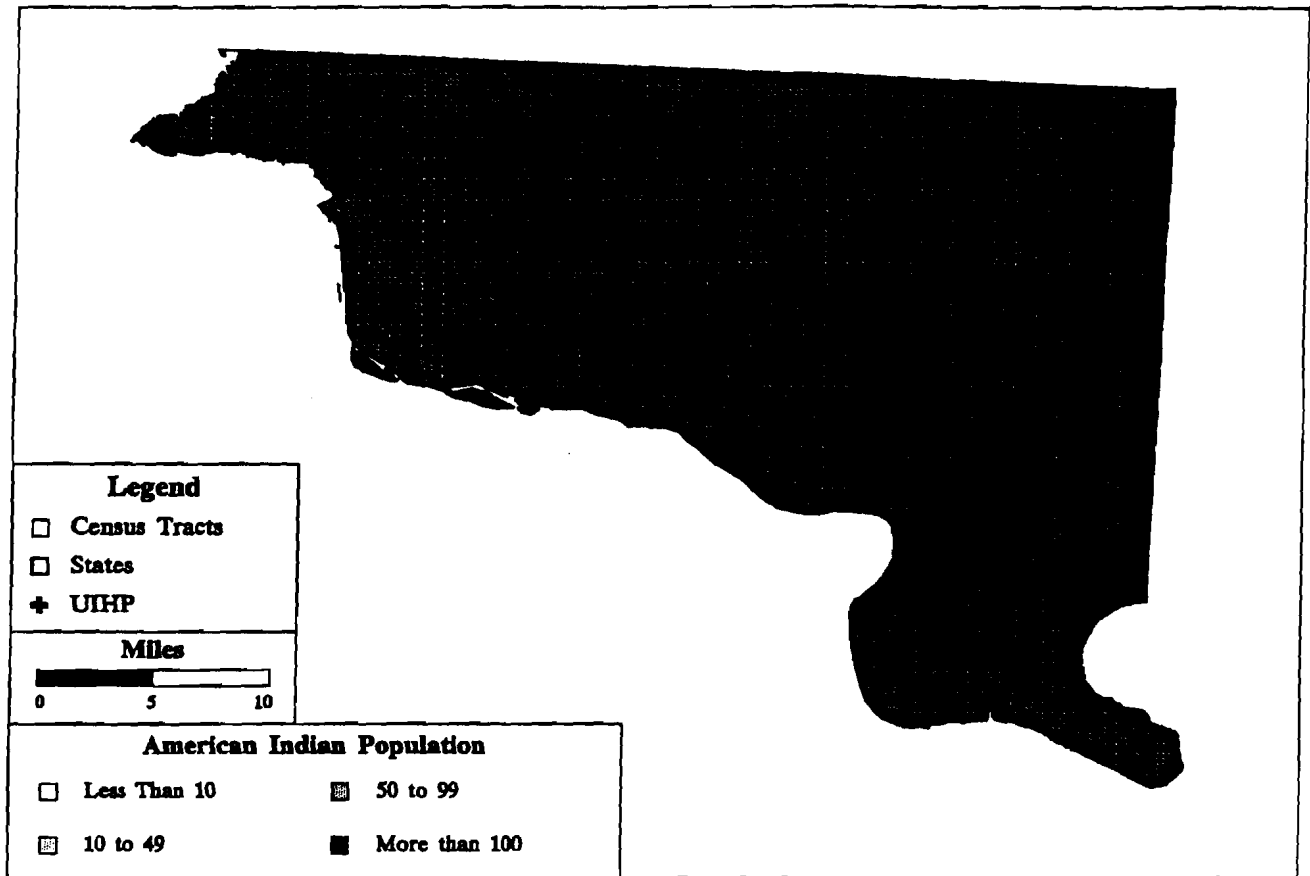 Legend
Census Tracts
States
UIHP
Miles
0 5 10
American Indian Population
Less Than 10
50 to 99
10 to 49
More than 100